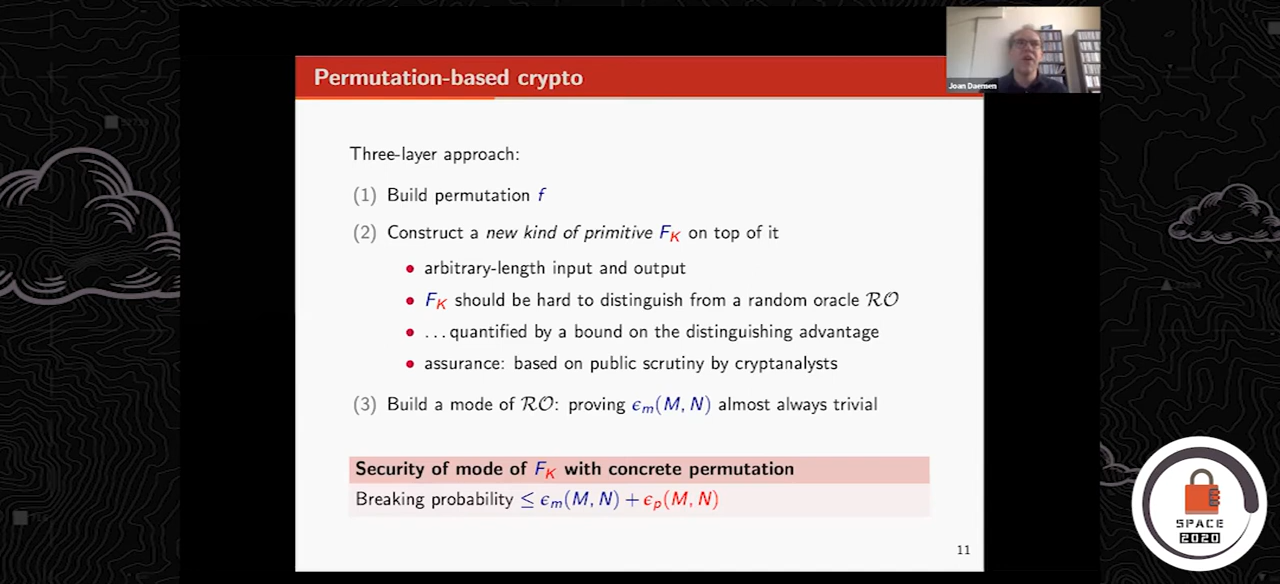 Permutation-based crypto
Joan Daemen
Three-layer approach:
(1) Build permutation f
(2) Construct a new kind of primitive F_K on top of it
• arbitrary-length input and output
• F_K should be hard to distinguish from a random oracle 𝓡𝓞
• ...quantified by a bound on the distinguishing advantage
• assurance: based on public scrutiny by cryptanalysts
(3) Build a mode of 𝓡𝓞: proving ϵ_m(M, N) almost always trivial
Security of mode of F_K with concrete permutation
Breaking probability ≤ ϵ_m(M, N) + ϵ_p(M, N)
11
SPACE
2020